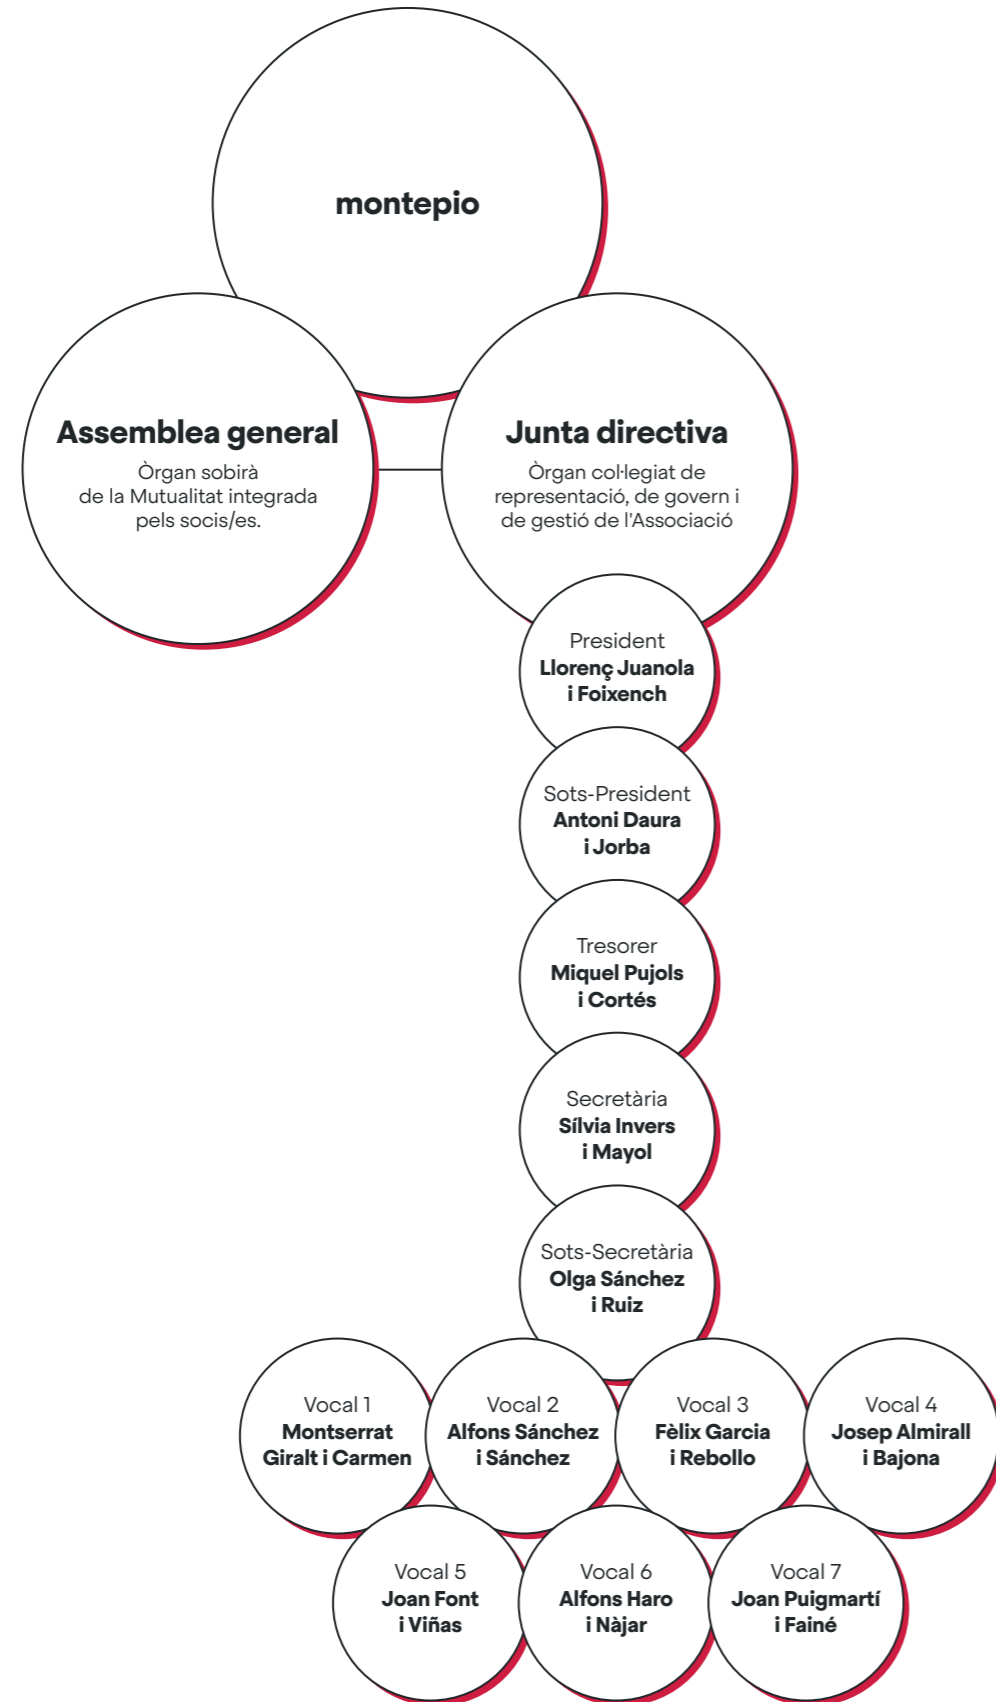 montepio
Assemblea general
Òrgan sobirà
de la Mutualitat integrada
pels socis/es.
Junta directiva
Òrgan col·legiat de
representació, de govern i
de gestió de l'Associació
President
Llorenç Juanola
i Foixench
Sots-President
Antoni Daura
i Jorba
Tresorer
Miquel Pujols
i Cortés
Secretària
Sílvia Invers
i Mayol
Sots-Secretària
Olga Sánchez
i Ruiz
Vocal 1
Montserrat
Giralt i Carmen
Vocal 2
Alfons Sánchez
i Sánchez
Vocal 3
Fèlix Garcia
i Rebollo
Vocal 4
Josep Almirall
i Bajona
Vocal 5
Joan Font
i Viñas
Vocal 6
Alfons Haro
i Nàjar
Vocal 7
Joan Puigmartí
i Fainé